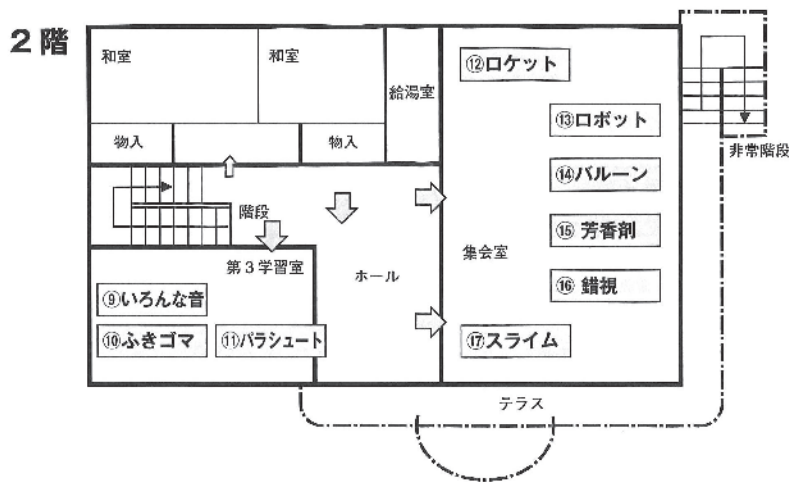 2階
和室
和室
給湯室
物入
物入
階段
第3学習室
ホール
集会室
非常階段
テラス
⑨いろんな音
⑩ふきゴマ
⑪パラシュート
⑫ロケット
⑬ロボット
⑭バルーン
⑮芳香剤
⑯錯視
⑰スライム